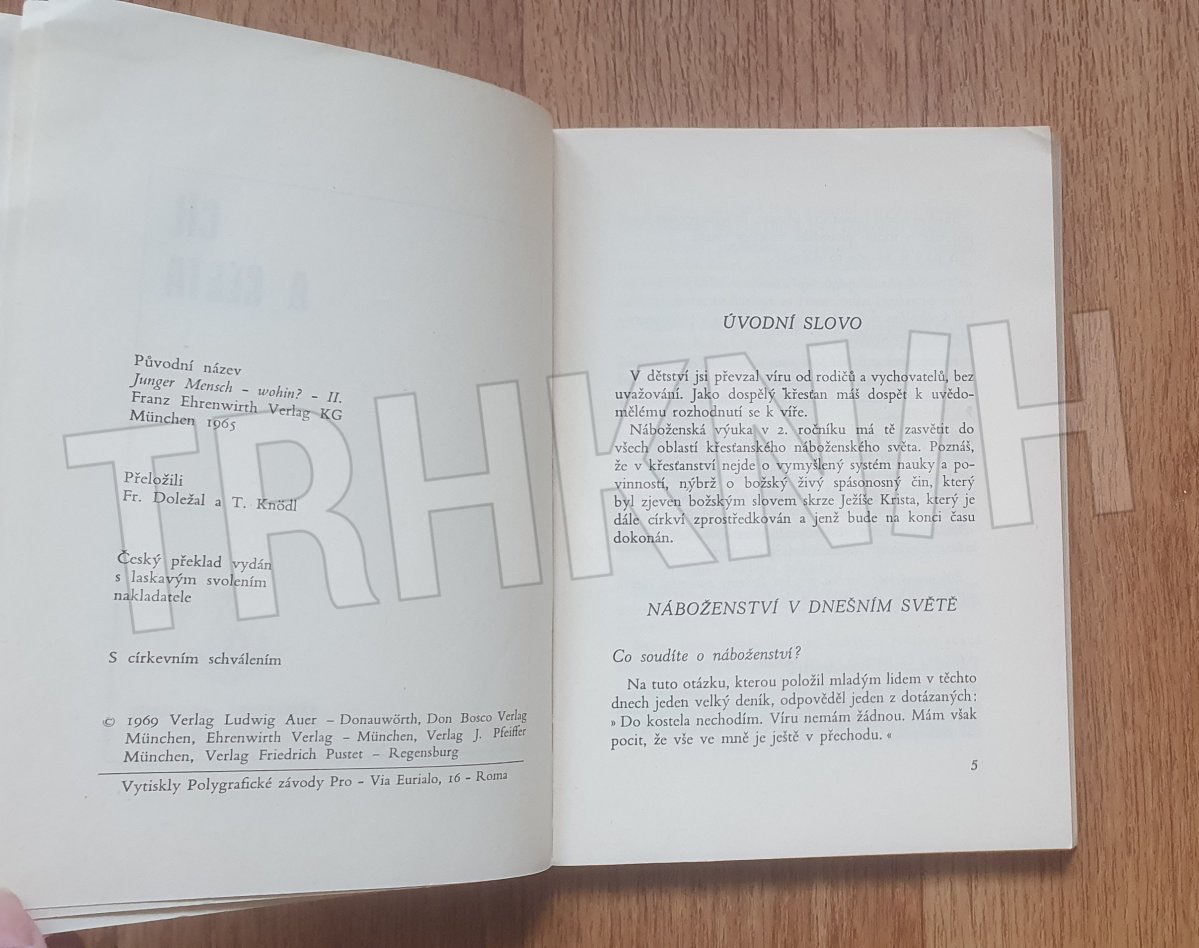 Původní název
Junger Mensch – wohin? – II.
Franz Ehrenwirth Verlag KG
München 1965
Přeložili
Fr. Doležal a T. Knödl
Český překlad vydán
s laskavým svolením
nakladatele
S církevním schválením
© 1969 Verlag Ludwig Auer – Donauwörth, Don Bosco Verlag
München, Ehrenwirth Verlag – München, Verlag J. Pfeiffer
München, Verlag Friedrich Pustet – Regensburg
Vytiskly Polygrafické závody Pro – Via Eurialo, 16 – Roma
ÚVODNÍ SLOVO
V dětství jsi převzal víru od rodičů a vychovatelů, bez
uvažování. Jako dospělý křesťan máš dospět k uvědo-
mělému rozhodnutí se k víře.
Náboženská výuka v 2. ročníku má tě zasvětit do
všech oblastí křesťanského náboženského světa. Poznáš,
že v křesťanství nejde o vymyšlený systém nauky a po-
vinností, nýbrž o božský živý spásonosný čin, který
byl zjeven božským slovem skrze Ježíše Krista, který je
dále církví zprostředkován a jenž bude na konci času
dokonán.
NÁBOŽENSTVÍ V DNEŠNÍM SVĚTĚ
Co soudíte o náboženství?
Na tuto otázku, kterou položil mladým lidem v těchto
dnech jeden velký deník, odpověděl jeden z dotázaných:
» Do kostela nechodím. Víru nemám žádnou. Mám však
pocit, že vše ve mně je ještě v přechodu. «
5
TRHKNIH